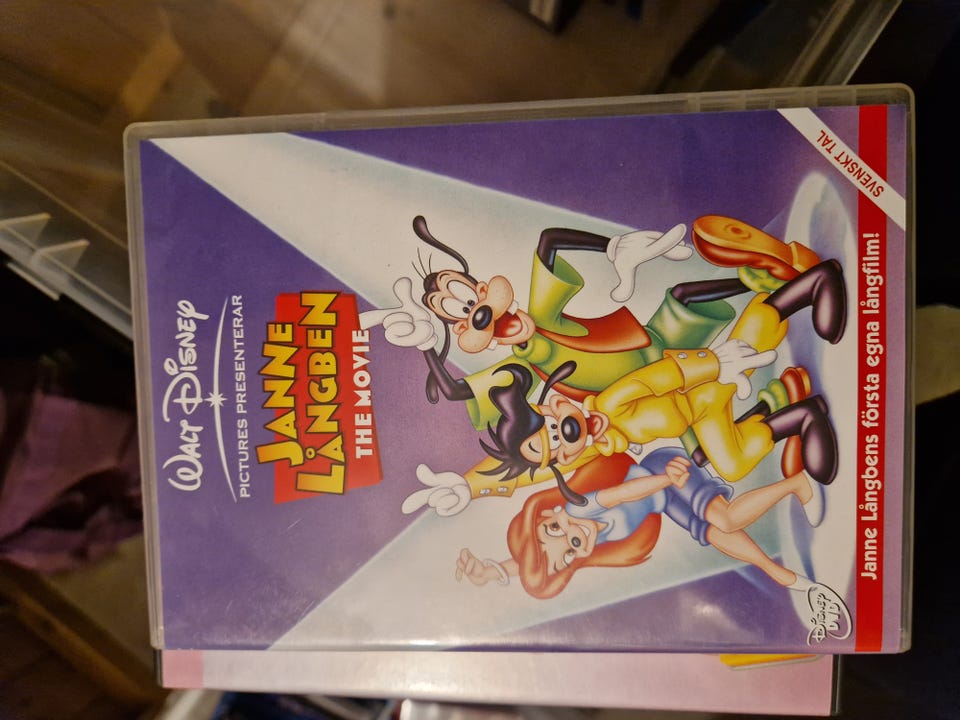 WALT DISNEY
PICTURES PRESENTERAR
JANNE
LÅNGBEN
THE MOVIE
SVENSKT TAL
DISNEY
DVD
Janne Långbens första egna långfilm!